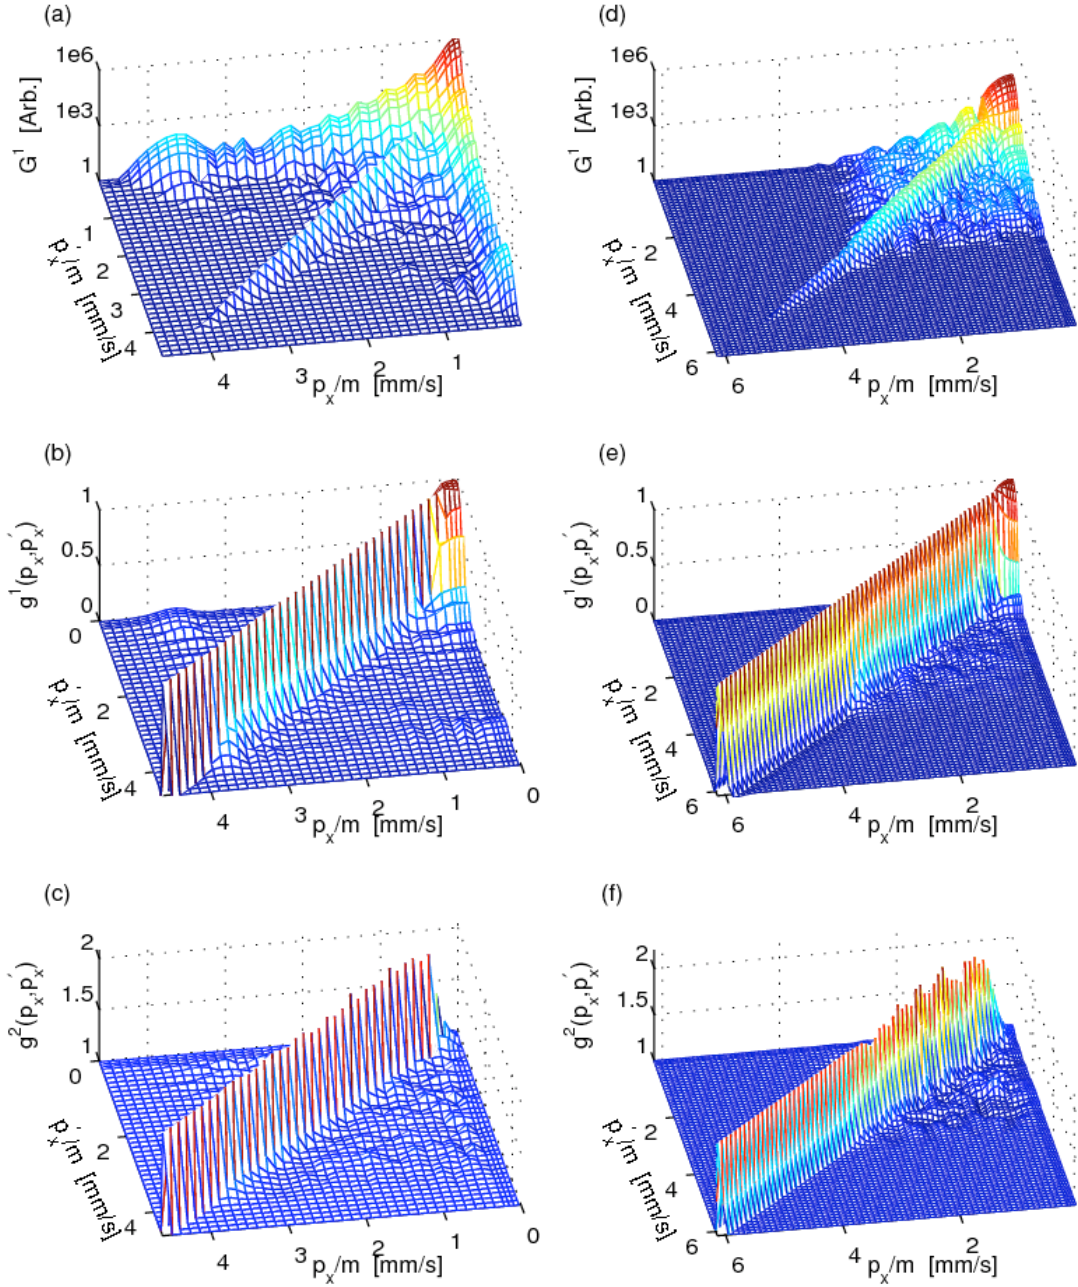 (a)
1e6
1e3
1
G¹ [Arb.]
1
2
3
4
p'ₓ/m [mm/s]
4
3
2
1
pₓ/m [mm/s]
(d)
1e6
1e3
1
G¹ [Arb.]
2
4
6
p'ₓ/m [mm/s]
6
4
2
pₓ/m [mm/s]
(b)
1
0.5
0
g¹(pₓ,p'ₓ)
0
2
4
p'ₓ/m [mm/s]
4
3
2
1
0
pₓ/m [mm/s]
(e)
1
0.5
0
g¹(pₓ,p'ₓ)
2
4
6
p'ₓ/m [mm/s]
6
4
2
pₓ/m [mm/s]
(c)
2
1.5
1
g²(pₓ,p'ₓ)
0
2
4
p'ₓ/m [mm/s]
4
3
2
1
0
pₓ/m [mm/s]
(f)
2
1.5
1
g²(pₓ,p'ₓ)
2
4
6
p'ₓ/m [mm/s]
6
4
2
pₓ/m [mm/s]